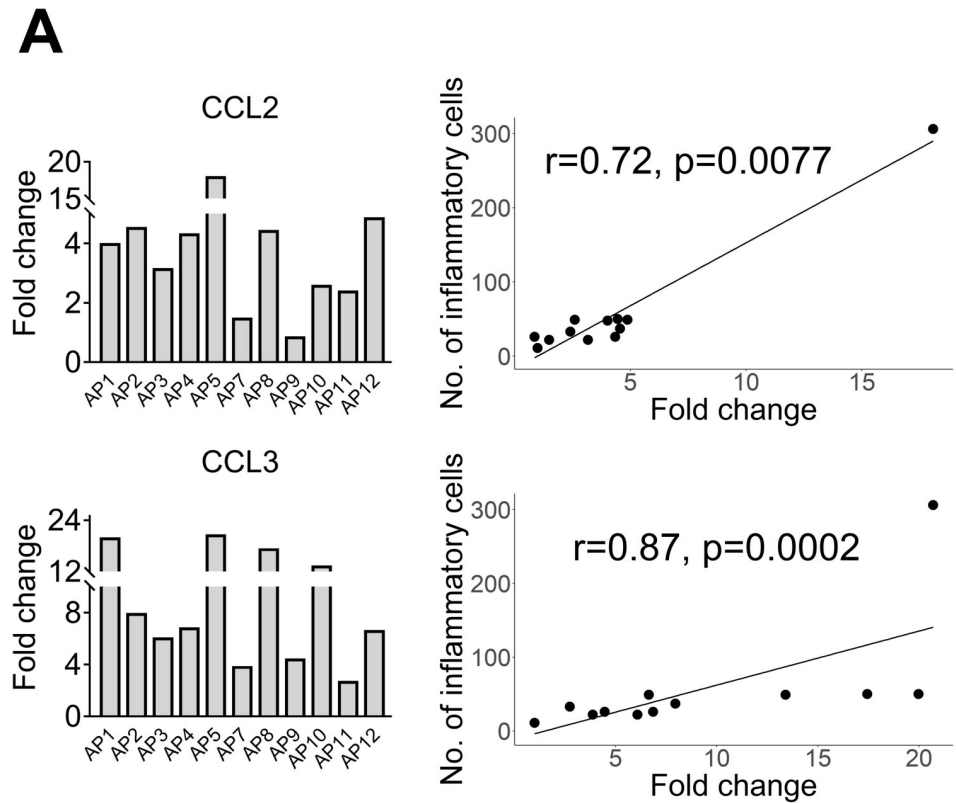 A
CCL2
Fold change
20
15
4
2
0
AP1
AP2
AP3
AP4
AP5
AP7
AP8
AP9
AP10
AP11
AP12
No. of inflammatory cells
300
200
100
0
r=0.72, p=0.0077
5
10
15
Fold change
CCL3
Fold change
24
12
8
4
0
AP1
AP2
AP3
AP4
AP5
AP7
AP8
AP9
AP10
AP11
AP12
No. of inflammatory cells
300
200
100
0
r=0.87, p=0.0002
5
10
15
20
Fold change